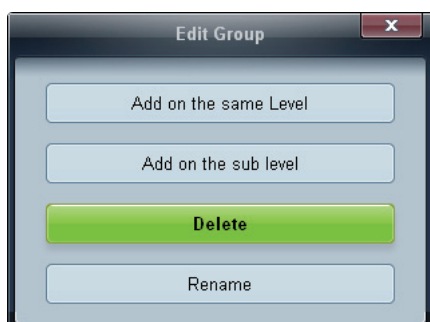 Edit Group
x
Add on the same Level
Add on the sub level
Delete
Rename